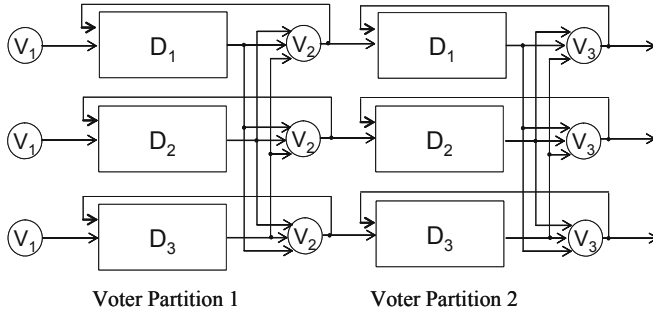 V1 D1 V2 D1 V3
V1 D2 V2 D2 V3
V1 D3 V2 D3 V3
Voter Partition 1 Voter Partition 2